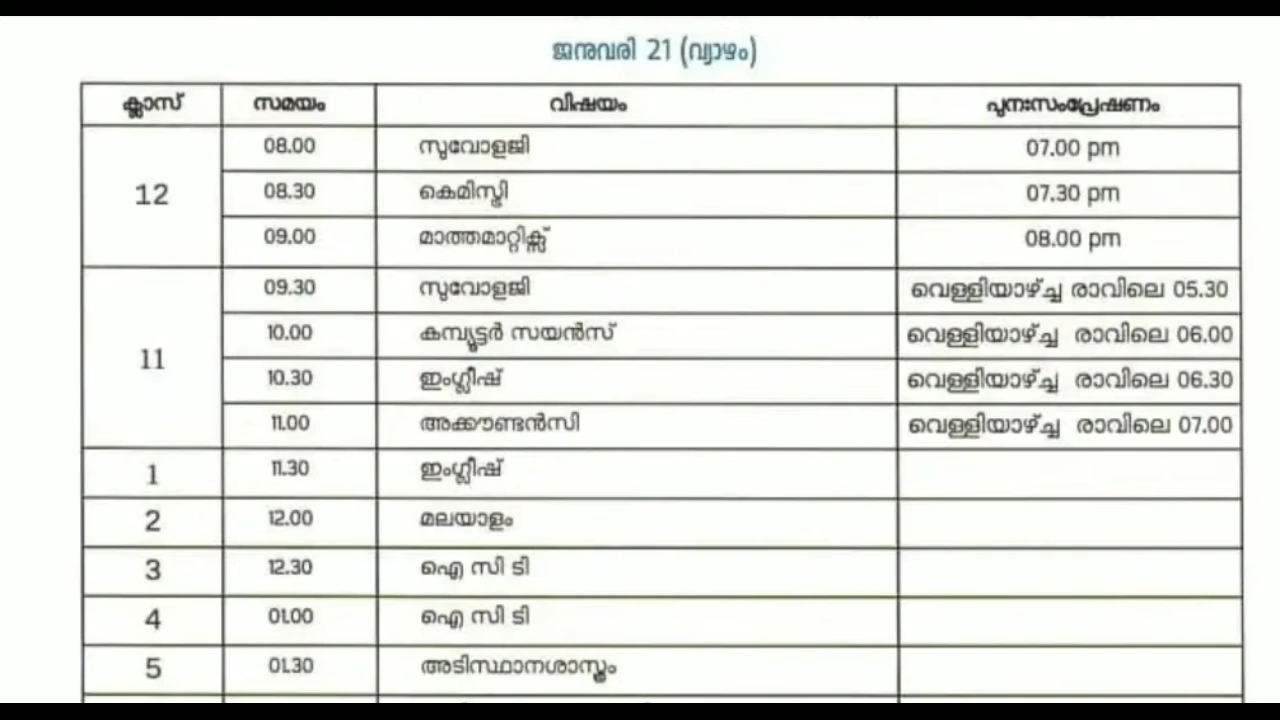 ജനുവരി 21 (വ്യാഴം)
ക്ലാസ് സമയം വിഷയം പുനഃസംപ്രേഷണം
12 08.00 സുവോളജി 07.00 pm
08.30 കെമിസ്ട്രി 07.30 pm
09.00 മാത്തമാറ്റിക്സ് 08.00 pm
11 09.30 സുവോളജി വെള്ളിയാഴ്ച്ച രാവിലെ 05.30
10.00 കമ്പ്യൂട്ടർ സയൻസ് വെള്ളിയാഴ്ച്ച രാവിലെ 06.00
10.30 ഇംഗ്ലീഷ് വെള്ളിയാഴ്ച്ച രാവിലെ 06.30
11.00 അക്കൗണ്ടൻസി വെള്ളിയാഴ്ച്ച രാവിലെ 07.00
1 11.30 ഇംഗ്ലീഷ്
2 12.00 മലയാളം
3 12.30 ഐ സി ടി
4 01.00 ഐ സി ടി
5 01.30 അടിസ്ഥാനശാസ്ത്രം